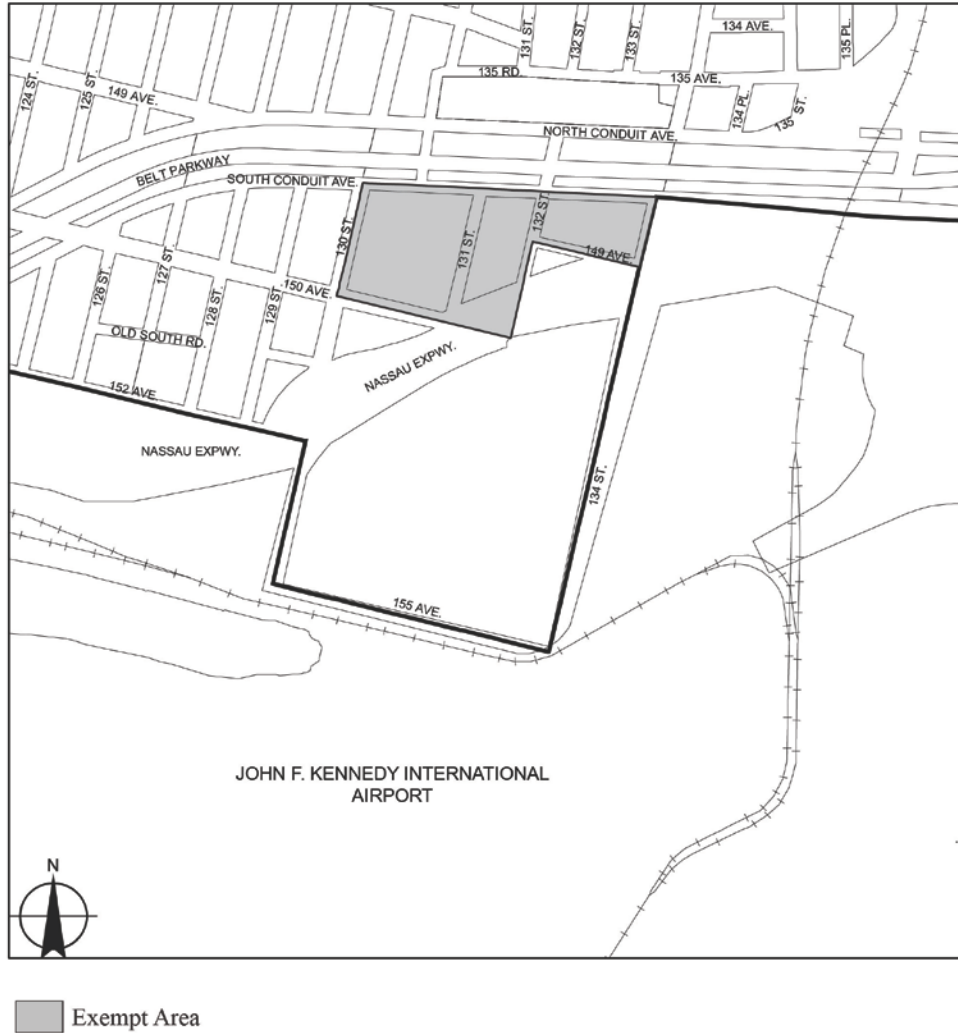 131 ST.
132 ST.
133 ST.
134 AVE.
135 PL.
124 ST.
125 ST.
149 AVE.
135 RD.
135 AVE.
134 PL.
135 ST.
NORTH CONDUIT AVE.
BELT PARKWAY
SOUTH CONDUIT AVE.
130 ST.
131 ST.
132 ST.
149 AVE.
126 ST.
127 ST.
128 ST.
129 ST.
150 AVE.
OLD SOUTH RD.
NASSAU EXPWY.
152 AVE.
NASSAU EXPWY.
134 ST.
155 AVE.
JOHN F. KENNEDY INTERNATIONAL
AIRPORT
N
Exempt Area